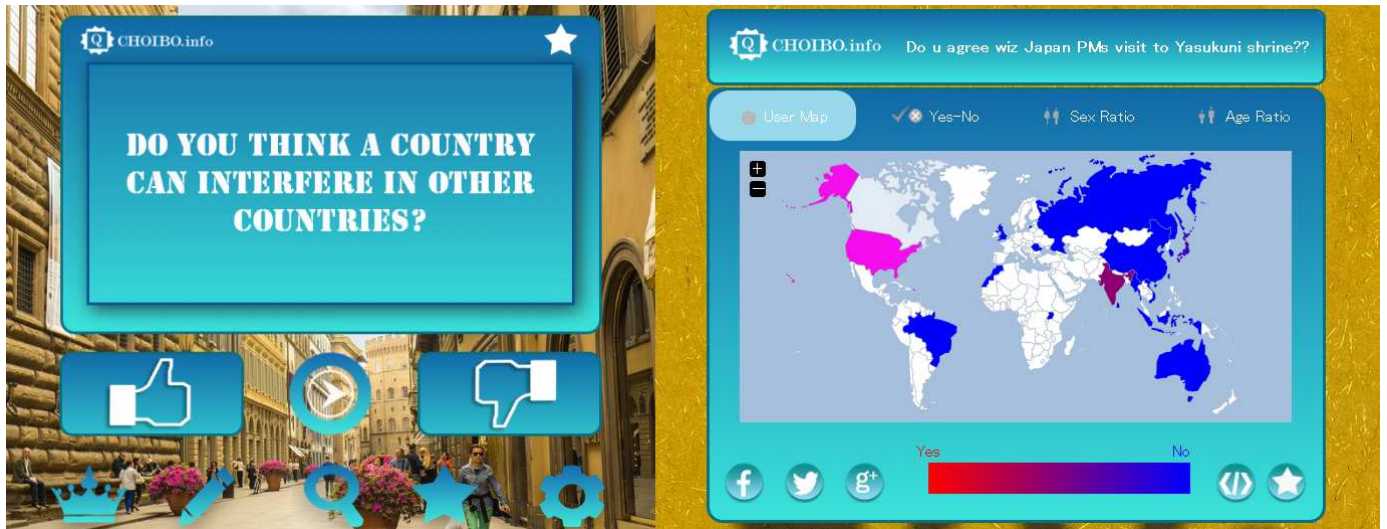 CHOIBO.info
DO YOU THINK A COUNTRY
CAN INTERFERE IN OTHER
COUNTRIES?
CHOIBO.info Do u agree wiz Japan PMs visit to Yasukuni shrine??
User Map Yes-No Sex Ratio Age Ratio
+
−
Yes No
f g+